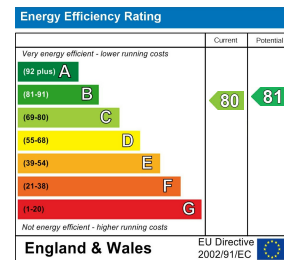 Energy Efficiency Rating
Current Potential
Very energy efficient - lower running costs
(92 plus) A
(81-91) B
(69-80) C
(55-68) D
(39-54) E
(21-38) F
(1-20) G
80
81
Not energy efficient - higher running costs
England & Wales
EU Directive
2002/91/EC